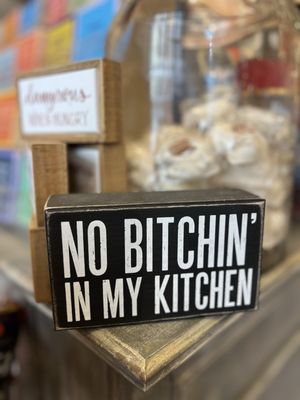 dangerous
WHEN HUNGRY
NO BITCHIN'
IN MY KITCHEN